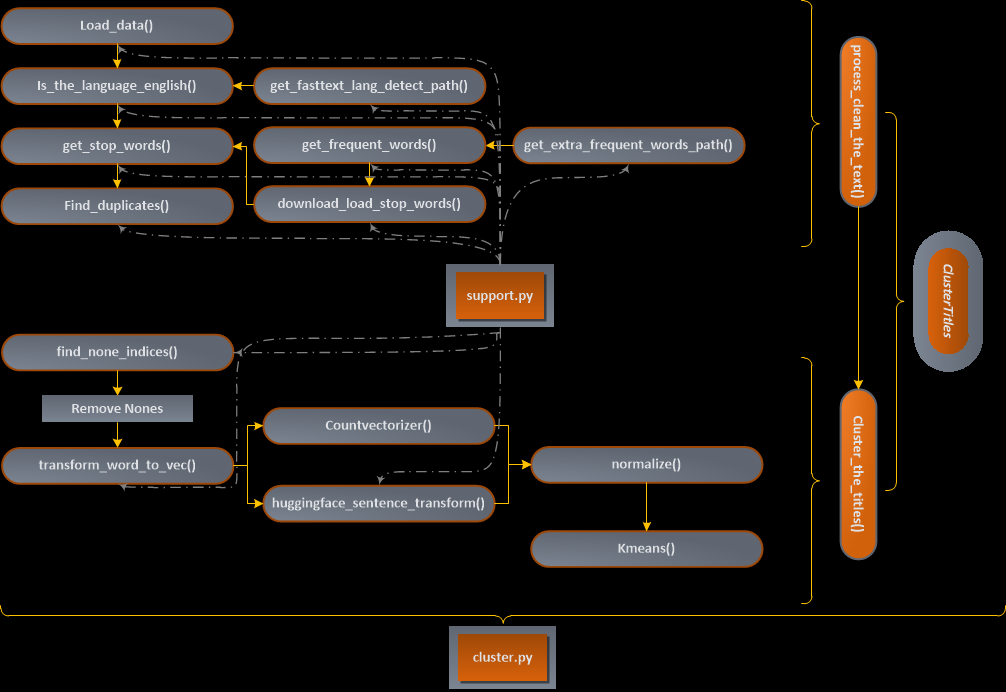 Load_data()
Is_the_language_english()
get_fasttext_lang_detect_path()
get_stop_words()
get_frequent_words()
get_extra_frequent_words_path()
Find_duplicates()
download_load_stop_words()
process_clean_the_text()
support.py
ClusterTitles
find_none_indices()
Remove Nones
Countvectorizer()
transform_word_to_vec()
normalize()
huggingface_sentence_transform()
Cluster_the_titles()
Kmeans()
cluster.py